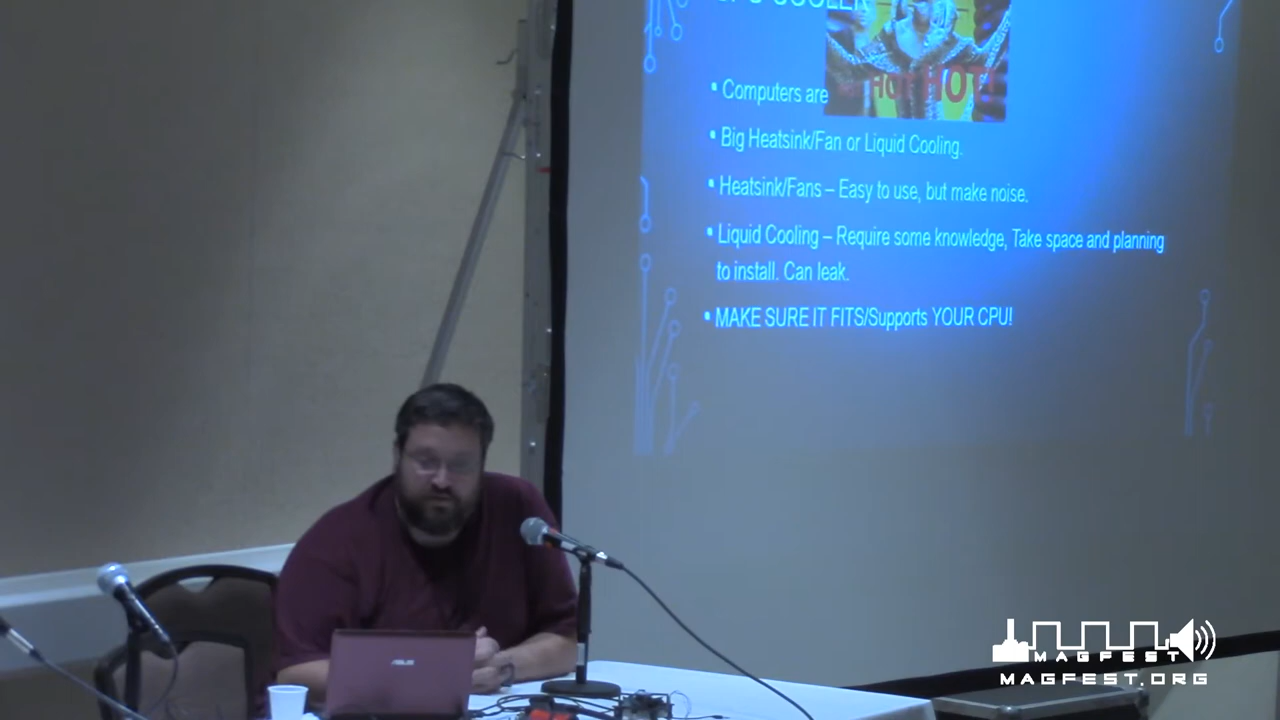 CPU COOLER
HOT HOT
• Computers are
• Big Heatsink/Fan or Liquid Cooling.
• Heatsink/Fans – Easy to use, but make noise.
• Liquid Cooling – Require some knowledge, Take space and planning
to install. Can leak.
• MAKE SURE IT FITS/Supports YOUR CPU!
ASUS
MAGFEST
MAGFEST.ORG